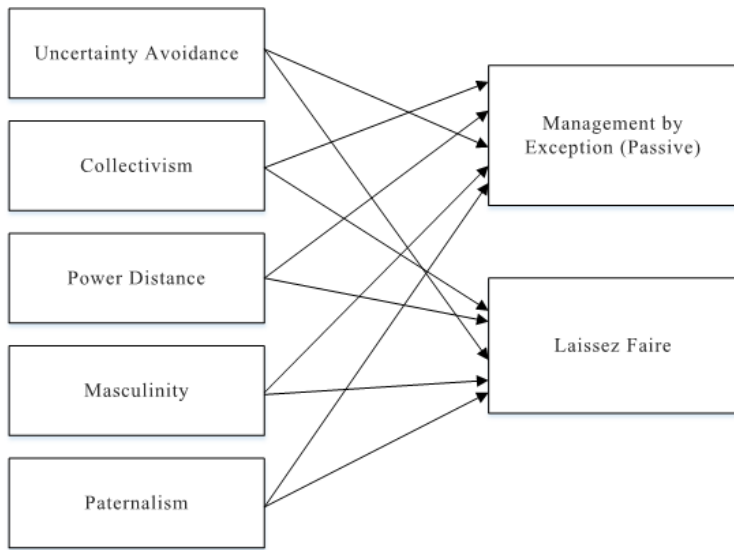 Uncertainty Avoidance
Collectivism
Power Distance
Masculinity
Paternalism
Management by
Exception (Passive)
Laissez Faire